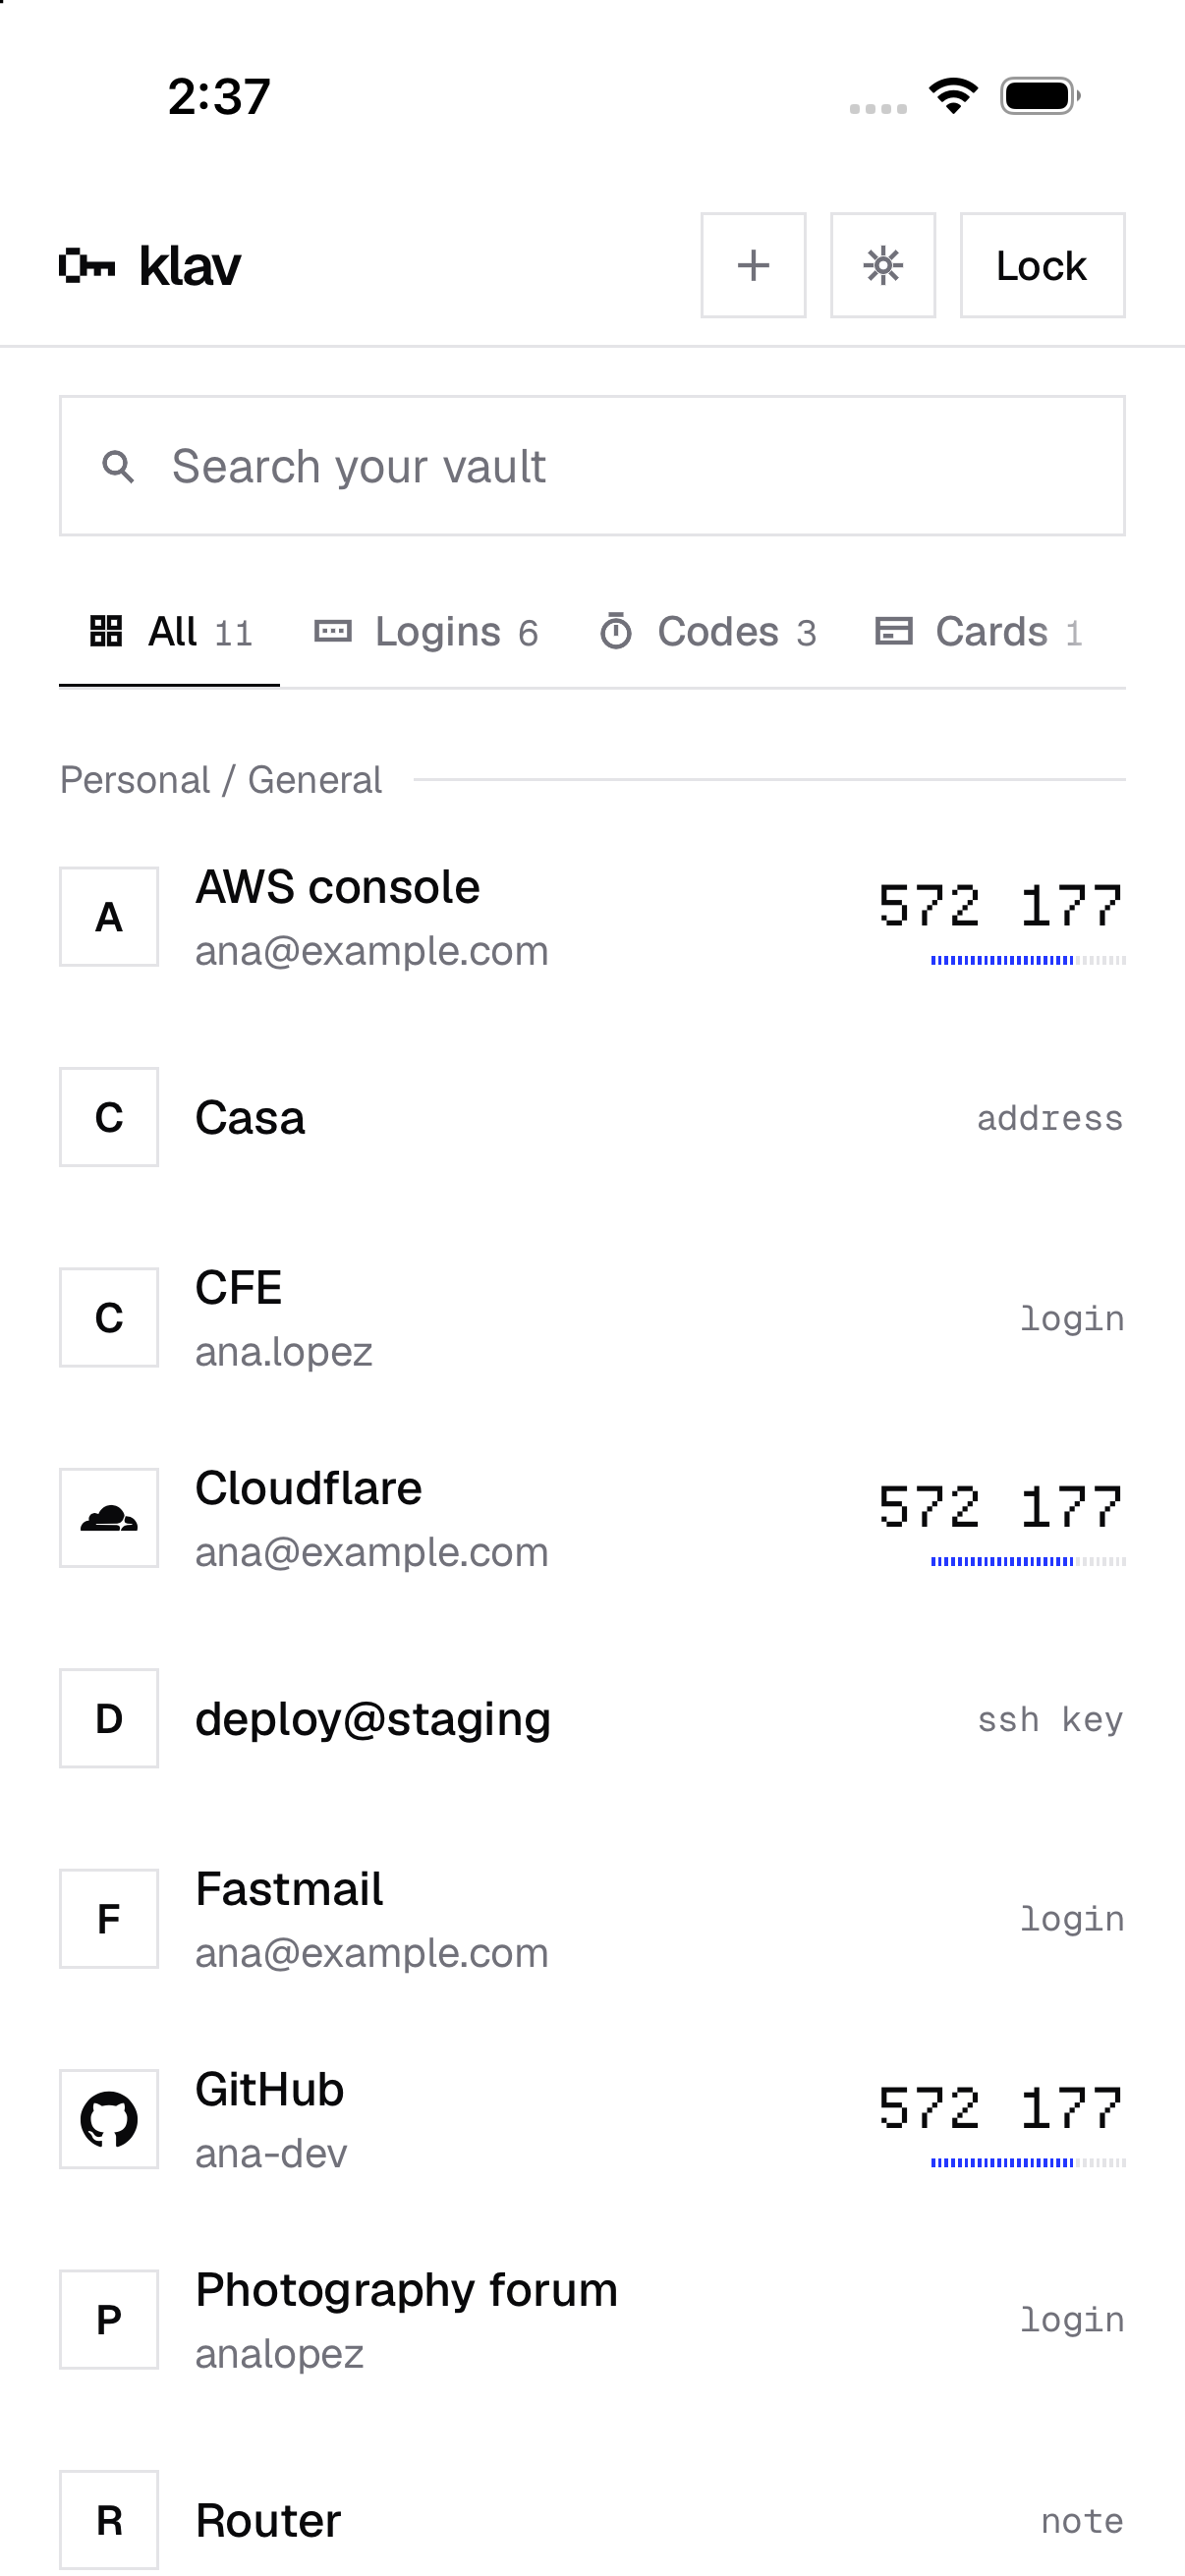 2:37
klav
Lock
Search your vault
All 11 Logins 6 Codes 3 Cards 1
Personal / General
A AWS console 572 177
ana@example.com
C Casa address
C CFE login
ana.lopez
Cloudflare 572 177
ana@example.com
D deploy@staging ssh key
F Fastmail login
ana@example.com
GitHub 572 177
ana-dev
P Photography forum login
analopez
R Router note